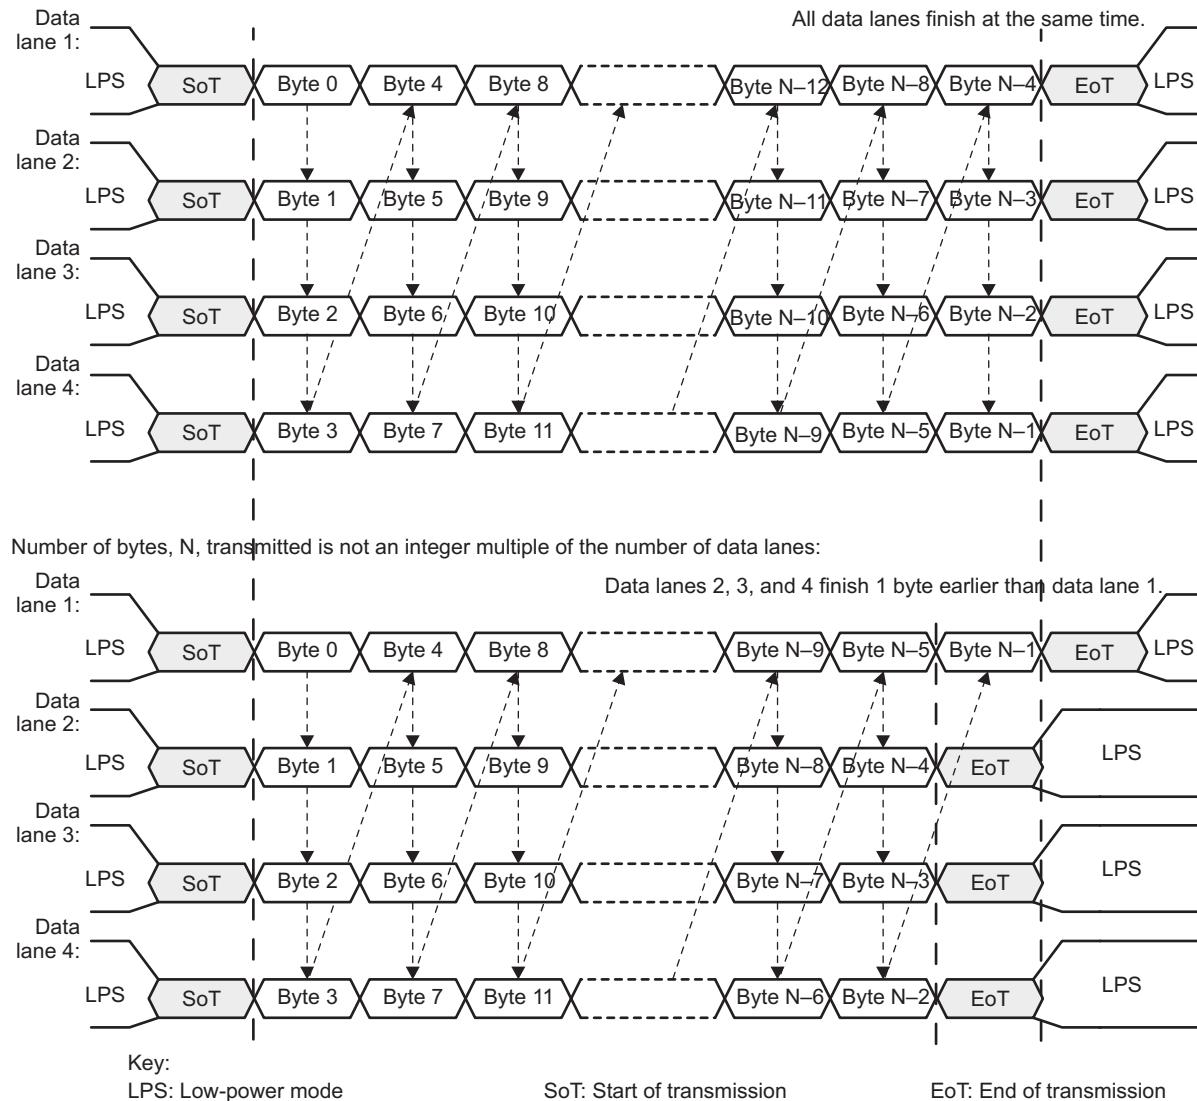 All data lanes finish at the same time.
Data
lane 1:
LPS SoT Byte 0 Byte 4 Byte 8 Byte N–12 Byte N–8 Byte N–4 EoT LPS
Data
lane 2:
LPS SoT Byte 1 Byte 5 Byte 9 Byte N–11 Byte N–7 Byte N–3 EoT LPS
Data
lane 3:
LPS SoT Byte 2 Byte 6 Byte 10 Byte N–10 Byte N–6 Byte N–2 EoT LPS
Data
lane 4:
LPS SoT Byte 3 Byte 7 Byte 11 Byte N–9 Byte N–5 Byte N–1 EoT LPS
Number of bytes, N, transmitted is not an integer multiple of the number of data lanes:
Data lanes 2, 3, and 4 finish 1 byte earlier than data lane 1.
Data
lane 1:
LPS SoT Byte 0 Byte 4 Byte 8 Byte N–9 Byte N–5 Byte N–1 EoT LPS
Data
lane 2:
LPS SoT Byte 1 Byte 5 Byte 9 Byte N–8 Byte N–4 EoT LPS
Data
lane 3:
LPS SoT Byte 2 Byte 6 Byte 10 Byte N–7 Byte N–3 EoT LPS
Data
lane 4:
LPS SoT Byte 3 Byte 7 Byte 11 Byte N–6 Byte N–2 EoT LPS
Key:
LPS: Low-power mode SoT: Start of transmission EoT: End of transmission